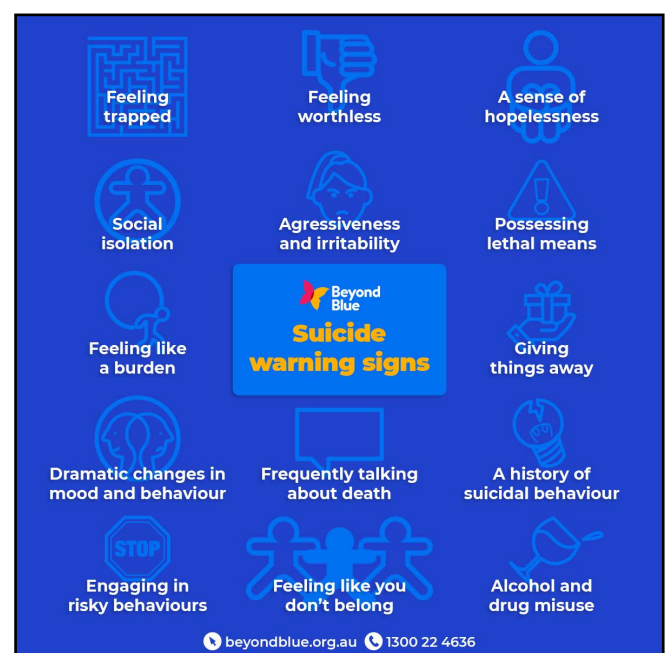 Feeling
trapped
Feeling
worthless
A sense of
hopelessness
Social
isolation
Agressiveness
and irritability
Possessing
lethal means
Feeling like
a burden
Beyond
Blue
Suicide
warning signs
Giving
things away
Dramatic changes in
mood and behaviour
Frequently talking
about death
A history of
suicidal behaviour
STOP
Engaging in
risky behaviours
Feeling like you
don't belong
Alcohol and
drug misuse
beyondblue.org.au 1300 22 4636